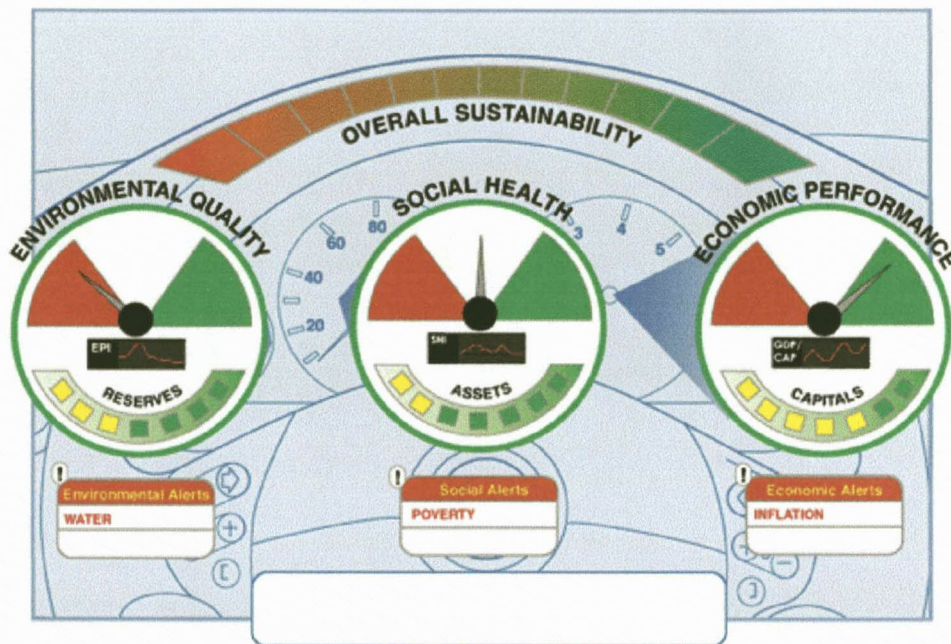 OVERALL SUSTAINABILITY
ENVIRONMENTAL QUALITY
SOCIAL HEALTH
ECONOMIC PERFORMANCE
20
40
60
80
3
4
5
EPI
RESERVES
SMI
ASSETS
GDP/
CAP
CAPITALS
!
Environmental Alerts
WATER
!
Social Alerts
POVERTY
!
Economic Alerts
INFLATION